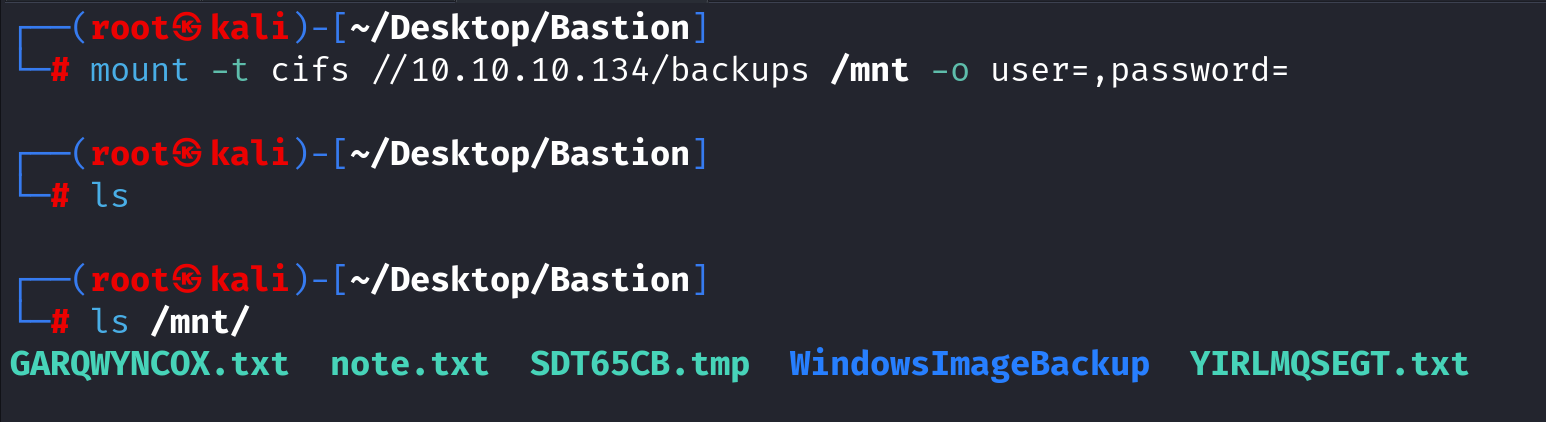 ┌──(root㉿kali)-[~/Desktop/Bastion]
└─# mount -t cifs //10.10.10.134/backups /mnt -o user=,password=
┌──(root㉿kali)-[~/Desktop/Bastion]
└─# ls
┌──(root㉿kali)-[~/Desktop/Bastion]
└─# ls /mnt/
GARQWYNCOX.txt  note.txt  SDT65CB.tmp  WindowsImageBackup  YIRLMQSEGT.txt